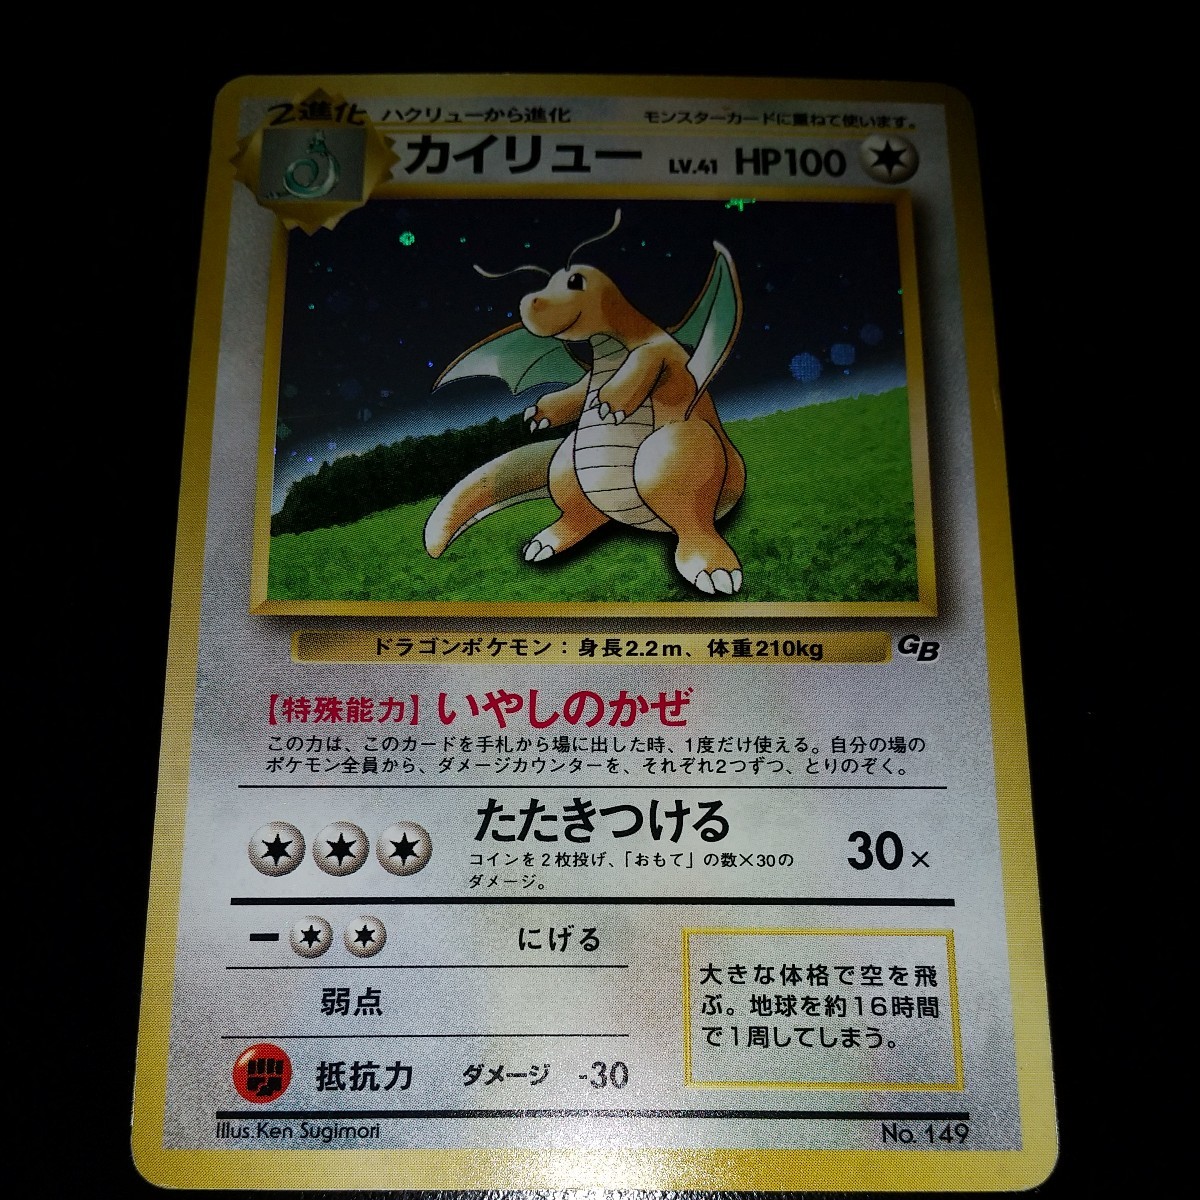 2進化 ハクリューから進化 モンスターカードに重ねて使います。
カイリュー LV.41 HP100
ドラゴンポケモン：身長2.2m、体重210kg GB
【特殊能力】いやしのかぜ
この力は、このカードを手札から場に出した時、1度だけ使える。自分の場の
ポケモン全員から、ダメージカウンターを、それぞれ2つずつ、とりのぞく。
たたきつける 30×
コインを2枚投げ、「おもて」の数×30の
ダメージ。
ー にげる
弱点
抵抗力 ダメージ -30
大きな体格で空を飛
ぶ。地球を約16時間
で1周してしまう。
Illus.Ken Sugimori No. 149